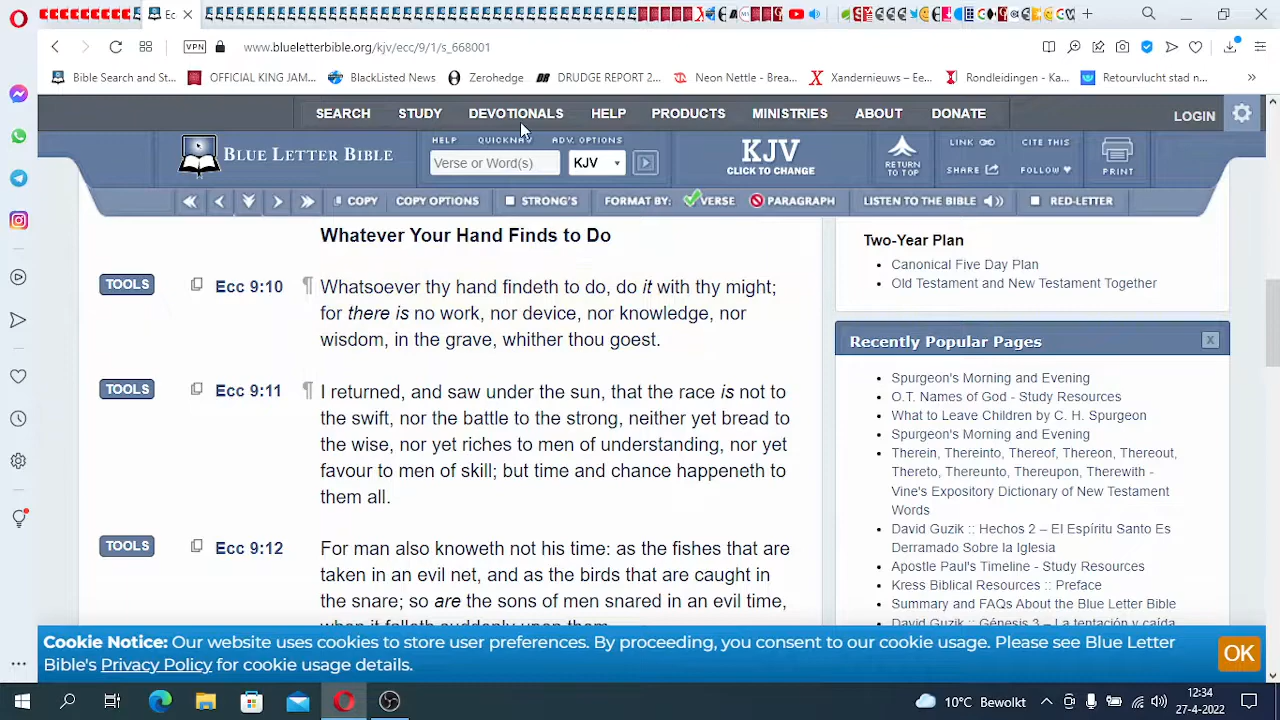 Ec
www.blueletterbible.org/kjv/ecc/9/1/s_668001
VPN
Bible Search and St...
OFFICIAL KING JAM...
BlackListed News
Zerohedge
DRUDGE REPORT 2...
Neon Nettle - Brea...
Xandernieuws – Ee...
Rondleidingen - Ka...
Retourvlucht stad n...
»
SEARCH
STUDY
DEVOTIONALS
HELP
PRODUCTS
MINISTRIES
ABOUT
DONATE
LOGIN
BLUE LETTER BIBLE
HELP
QUICKNAV
ADV. OPTIONS
Verse or Word(s)
KJV
KJV
CLICK TO CHANGE
RETURN
TO TOP
LINK
CITE THIS
SHARE
FOLLOW
PRINT
COPY
COPY OPTIONS
STRONG'S
FORMAT BY:
VERSE
PARAGRAPH
LISTEN TO THE BIBLE
RED-LETTER
Whatever Your Hand Finds to Do
TOOLS
Ecc 9:10
¶ Whatsoever thy hand findeth to do, do it with thy might;
for there is no work, nor device, nor knowledge, nor
wisdom, in the grave, whither thou goest.
TOOLS
Ecc 9:11
¶ I returned, and saw under the sun, that the race is not to
the swift, nor the battle to the strong, neither yet bread to
the wise, nor yet riches to men of understanding, nor yet
favour to men of skill; but time and chance happeneth to
them all.
TOOLS
Ecc 9:12
For man also knoweth not his time: as the fishes that are
taken in an evil net, and as the birds that are caught in
the snare; so are the sons of men snared in an evil time,
when it falleth suddenly upon them.
Two-Year Plan
Canonical Five Day Plan
Old Testament and New Testament Together
Recently Popular Pages
X
Spurgeon's Morning and Evening
O.T. Names of God - Study Resources
What to Leave Children by C. H. Spurgeon
Spurgeon's Morning and Evening
Therein, Thereinto, Thereof, Thereon, Thereout,
Thereto, Thereunto, Thereupon, Therewith -
Vine's Expository Dictionary of New Testament
Words
David Guzik :: Hechos 2 – El Espíritu Santo Es
Derramado Sobre la Iglesia
Apostle Paul's Timeline - Study Resources
Kress Biblical Resources :: Preface
Summary and FAQs About the Blue Letter Bible
David Guzik :: Génesis 3 – La tentación y caída
Cookie Notice: Our website uses cookies to store user preferences. By proceeding, you consent to our cookie usage. Please see Blue Letter
Bible's Privacy Policy for cookie usage details.
OK
10°C Bewolkt
12:34
27-4-2022